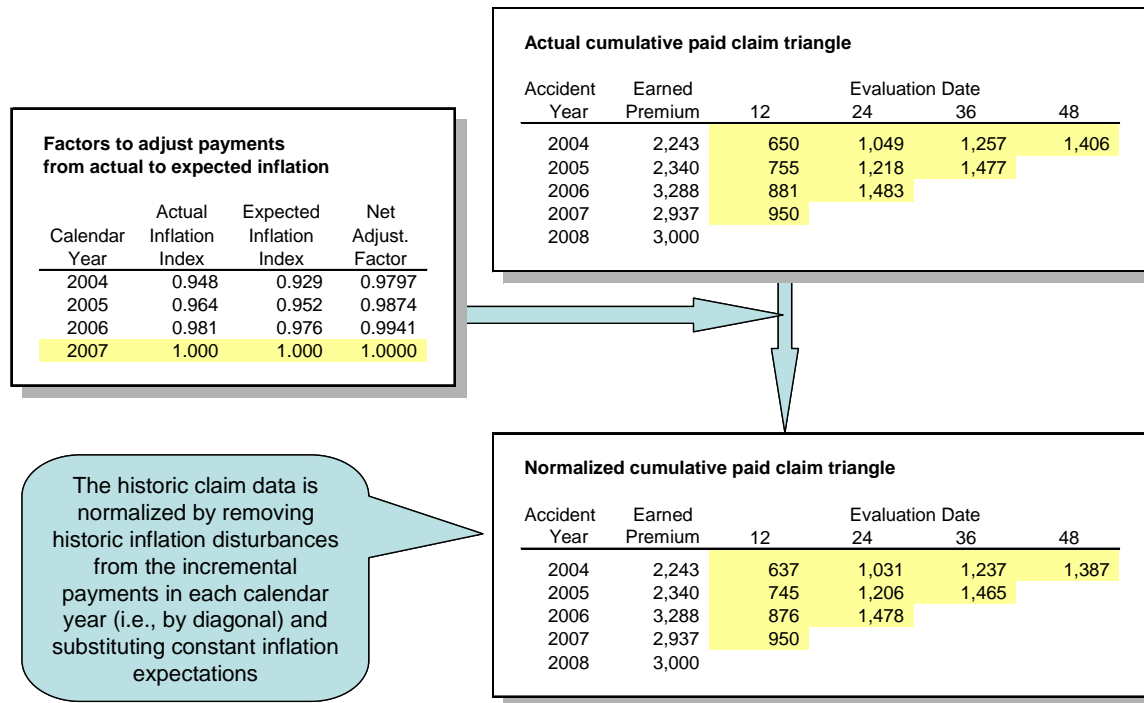 Actual cumulative paid claim triangle
Accident Earned Evaluation Date
Year Premium 12 24 36 48
2004 2,243 650 1,049 1,257 1,406
2005 2,340 755 1,218 1,477
2006 3,288 881 1,483
2007 2,937 950
2008 3,000
Factors to adjust payments
from actual to expected inflation
Actual Expected Net
Calendar Inflation Inflation Adjust.
Year Index Index Factor
2004 0.948 0.929 0.9797
2005 0.964 0.952 0.9874
2006 0.981 0.976 0.9941
2007 1.000 1.000 1.0000
The historic claim data is
normalized by removing
historic inflation disturbances
from the incremental
payments in each calendar
year (i.e., by diagonal) and
substituting constant inflation
expectations
Normalized cumulative paid claim triangle
Accident Earned Evaluation Date
Year Premium 12 24 36 48
2004 2,243 637 1,031 1,237 1,387
2005 2,340 745 1,206 1,465
2006 3,288 876 1,478
2007 2,937 950
2008 3,000